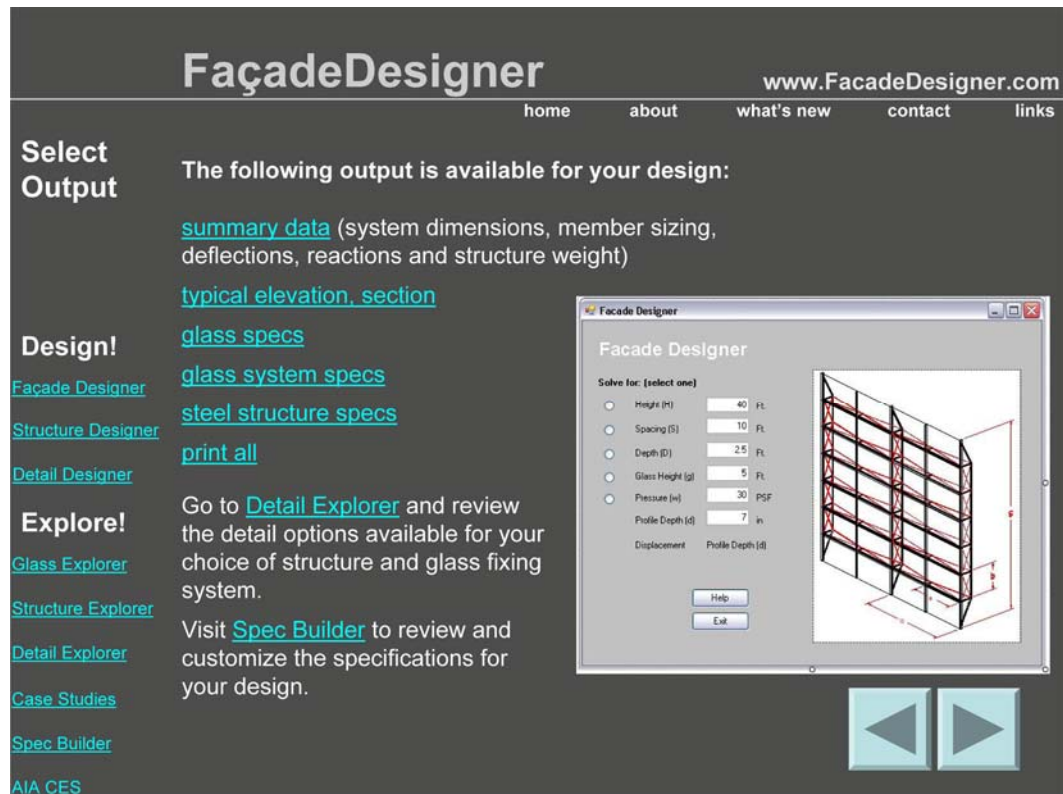 FaçadeDesigner
www.FacadeDesigner.com
home about what's new contact links
Select
Output
The following output is available for your design:
summary data (system dimensions, member sizing,
deflections, reactions and structure weight)
typical elevation, section
glass specs
glass system specs
steel structure specs
print all
Go to Detail Explorer and review
the detail options available for your
choice of structure and glass fixing
system.
Visit Spec Builder to review and
customize the specifications for
your design.
Design!
Façade Designer
Structure Designer
Detail Designer
Explore!
Glass Explorer
Structure Explorer
Detail Explorer
Case Studies
Spec Builder
AIA CES
Facade Designer
Facade Designer
Solve for: (select one)
Height (H) 40 Ft.
Spacing (S) 10 Ft.
Depth (D) 2.5 Ft.
Glass Height (g) 5 Ft.
Pressure (w) 30 PSF
Profile Depth (d) 7 in
Displacement Profile Depth (d)
Help
Exit